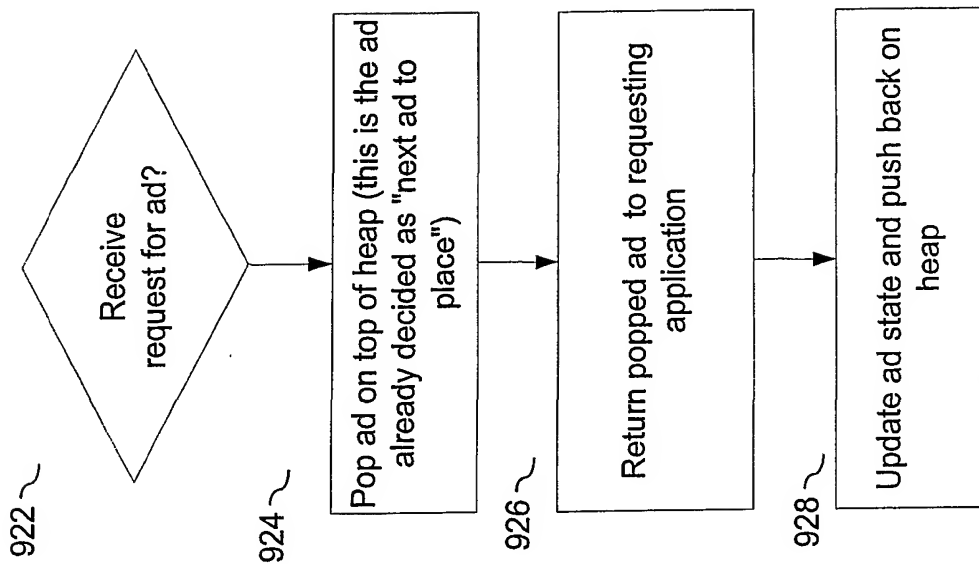 922
Receive
request for ad?
924
Pop ad on top of heap (this is the ad
already decided as "next ad to
place")
926
Return popped ad to requesting
application
928
Update ad state and push back on
heap